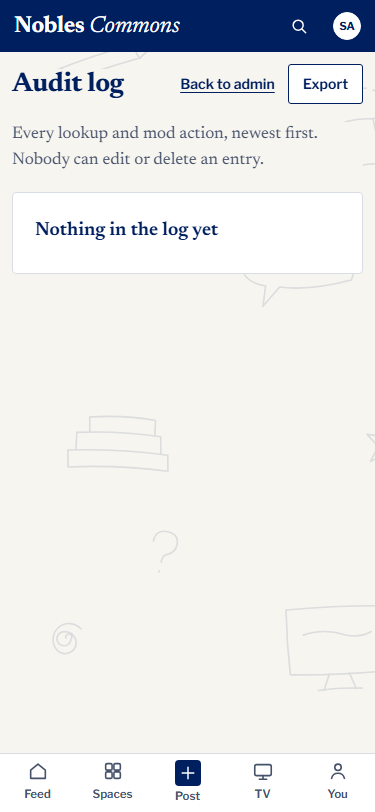 Nobles Commons
SA
Audit log
Back to admin
Export
Every lookup and mod action, newest first.
Nobody can edit or delete an entry.
Nothing in the log yet
?
Feed
Spaces
Post
TV
You